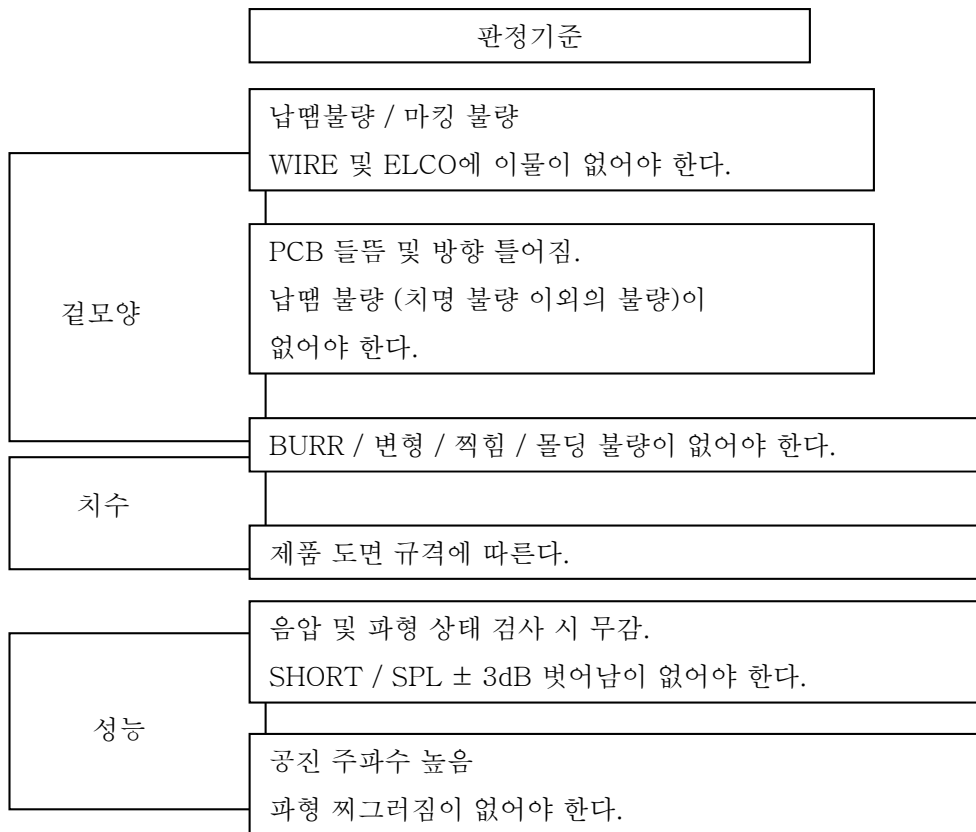 판정기준
납땜불량 / 마킹 불량
WIRE 및 ELCO에 이물이 없어야 한다.
겉모양
PCB 들뜸 및 방향 틀어짐.
납땜 불량 (치명 불량 이외의 불량)이
없어야 한다.
BURR / 변형 / 찍힘 / 몰딩 불량이 없어야 한다.
치수
제품 도면 규격에 따른다.
음압 및 파형 상태 검사 시 무감.
SHORT / SPL ± 3dB 벗어남이 없어야 한다.
성능
공진 주파수 높음
파형 찌그러짐이 없어야 한다.